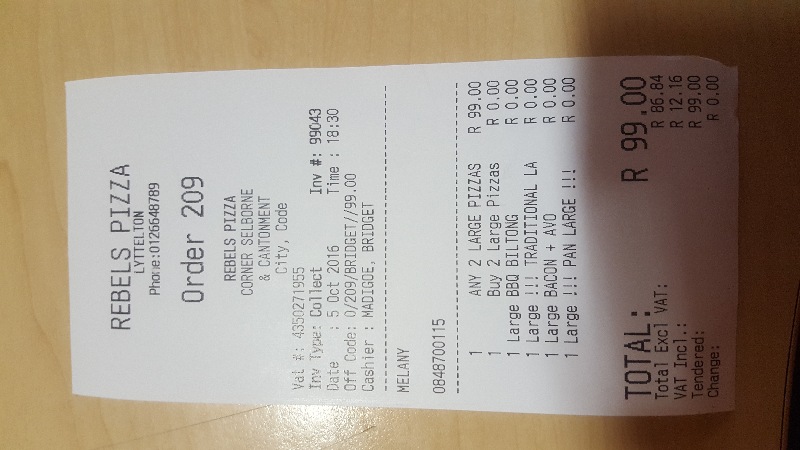 REBELS PIZZA
LYTTELTON
Phone:0126648789
Order 209
REBELS PIZZA
CORNER SELBORNE
& CANTONMENT
City, Code
Vat #: 4350271955
Inv Type: Collect Inv #: 99043
Date : 5 Oct 2016 Time : 18:30
Off Code: 0/209/BRIDGET//99.00
Cashier : MADIGOE, BRIDGET
MELANY
0848700115
1 ANY 2 LARGE PIZZAS R 99.00
1 Buy 2 Large Pizzas R 0.00
1 Large BBQ BILTONG R 0.00
1 Large !!! TRADITIONAL LA R 0.00
1 Large BACON + AVO R 0.00
1 Large !!! PAN LARGE !!! R 0.00
TOTAL: R 99.00
Total Excl VAT: R 86.84
VAT Incl.: R 12.16
Tendered: R 99.00
Change: R 0.00